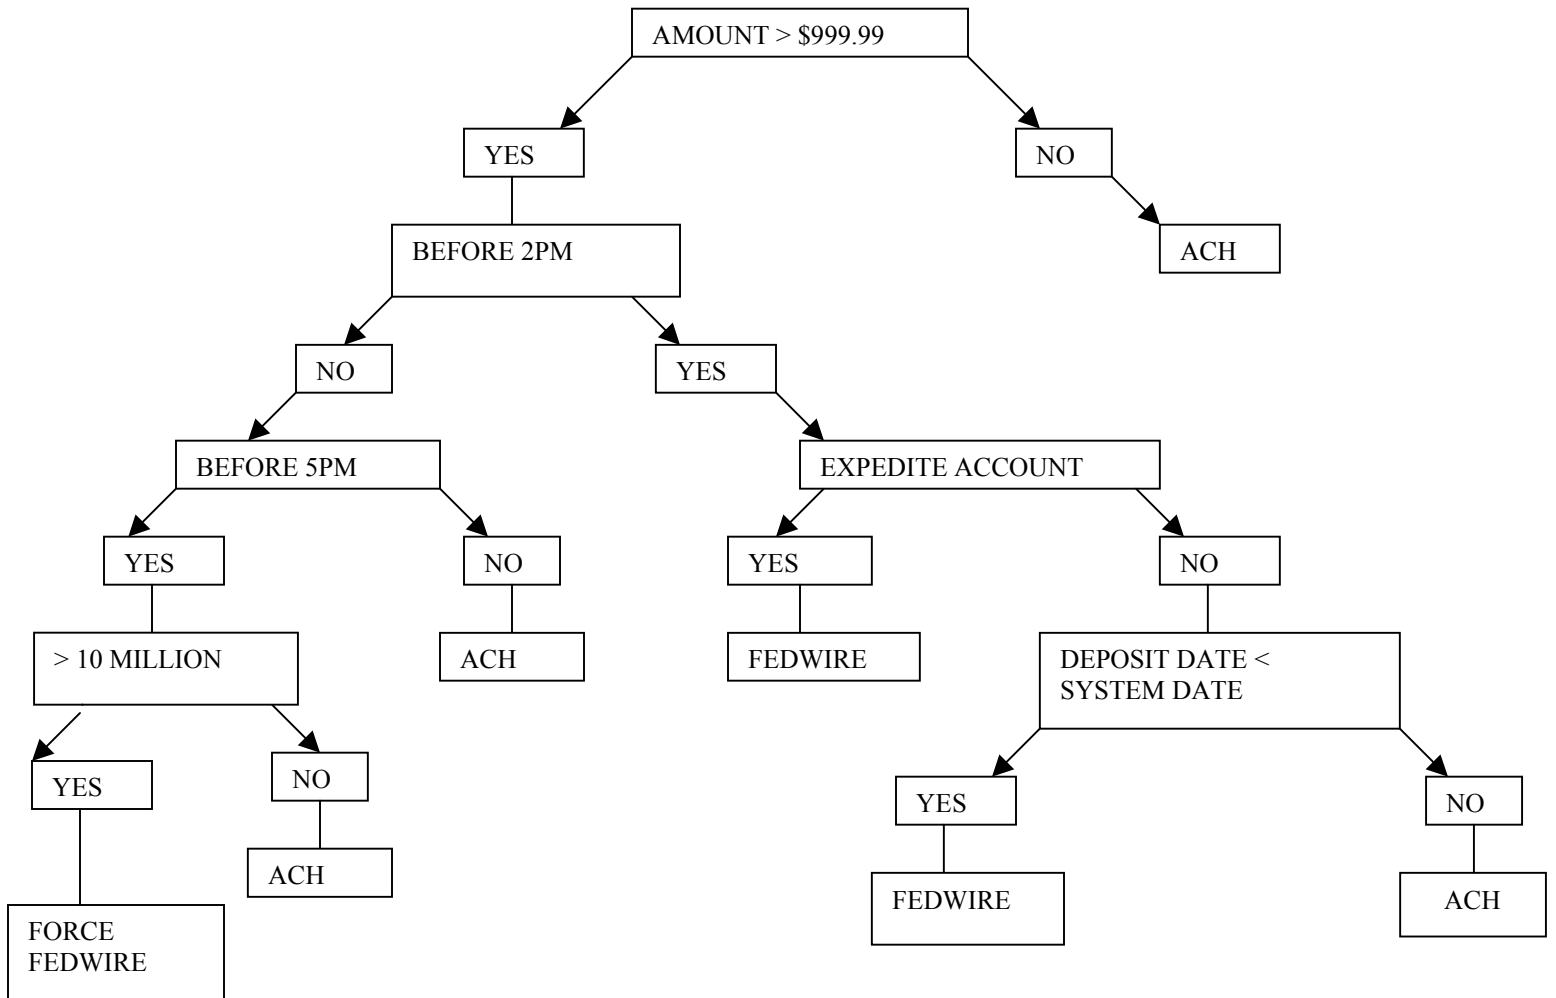 AMOUNT > $999.99
YES
NO
BEFORE 2PM
ACH
NO
YES
BEFORE 5PM
EXPEDITE ACCOUNT
YES
NO
YES
NO
> 10 MILLION
ACH
FEDWIRE
DEPOSIT DATE <
SYSTEM DATE
YES
NO
YES
NO
ACH
FEDWIRE
ACH
FORCE
FEDWIRE